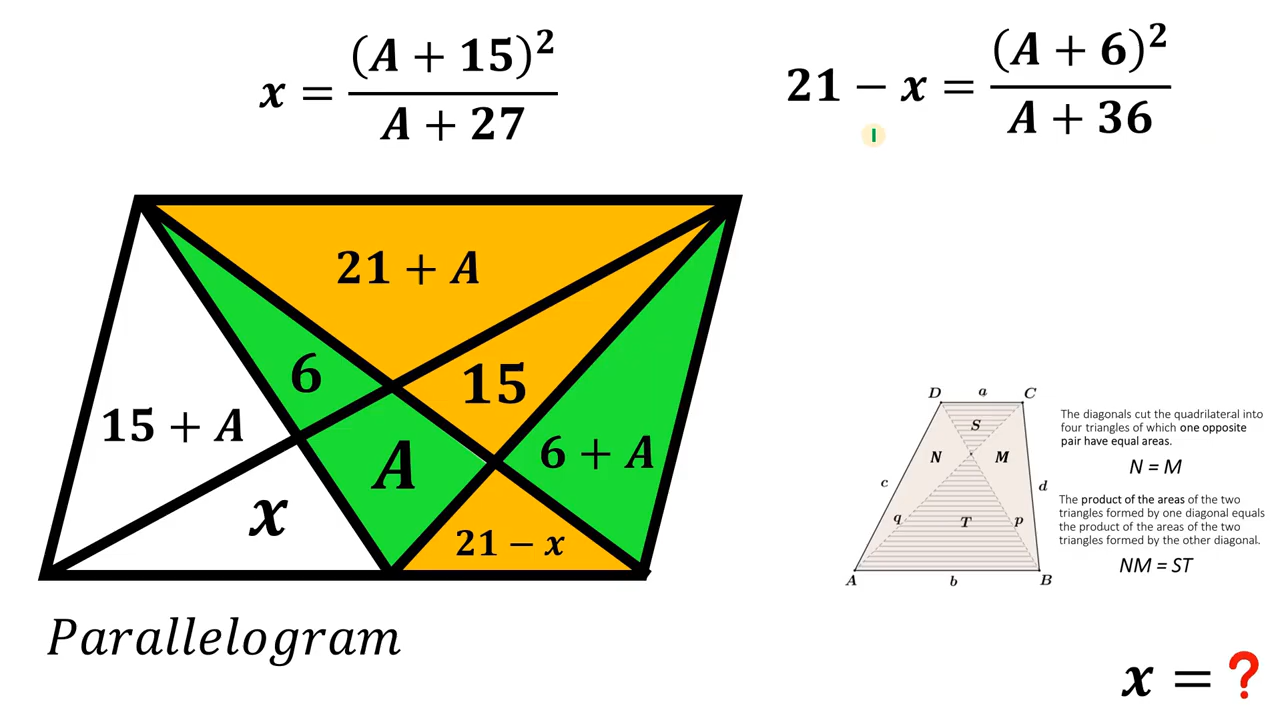 x = (A + 15)² / (A + 27)
21 − x = (A + 6)² / (A + 36)
21 + A
6
15
15 + A
A
6 + A
x
21 − x
Parallelogram
D a C
S
N M
c d
q T p
A b B
The diagonals cut the quadrilateral into
four triangles of which one opposite
pair have equal areas.
N = M
The product of the areas of the two
triangles formed by one diagonal equals
the product of the areas of the two
triangles formed by the other diagonal.
NM = ST
x = ?